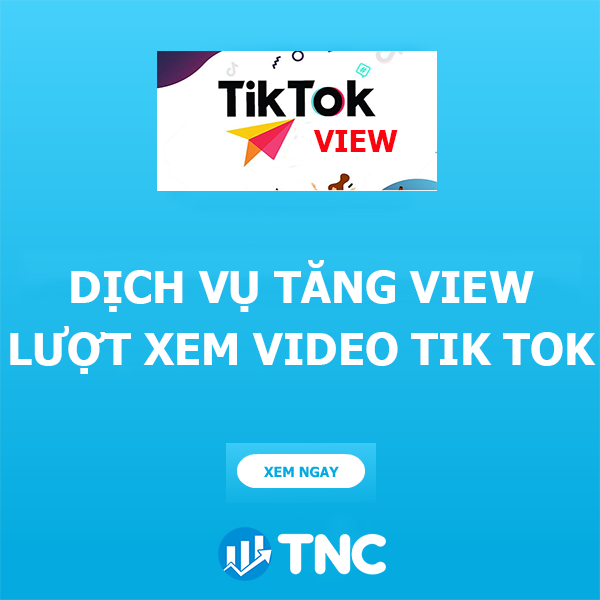 TikTok
VIEW
DỊCH VỤ TĂNG VIEW
LƯỢT XEM VIDEO TIK TOK
XEM NGAY
TNC